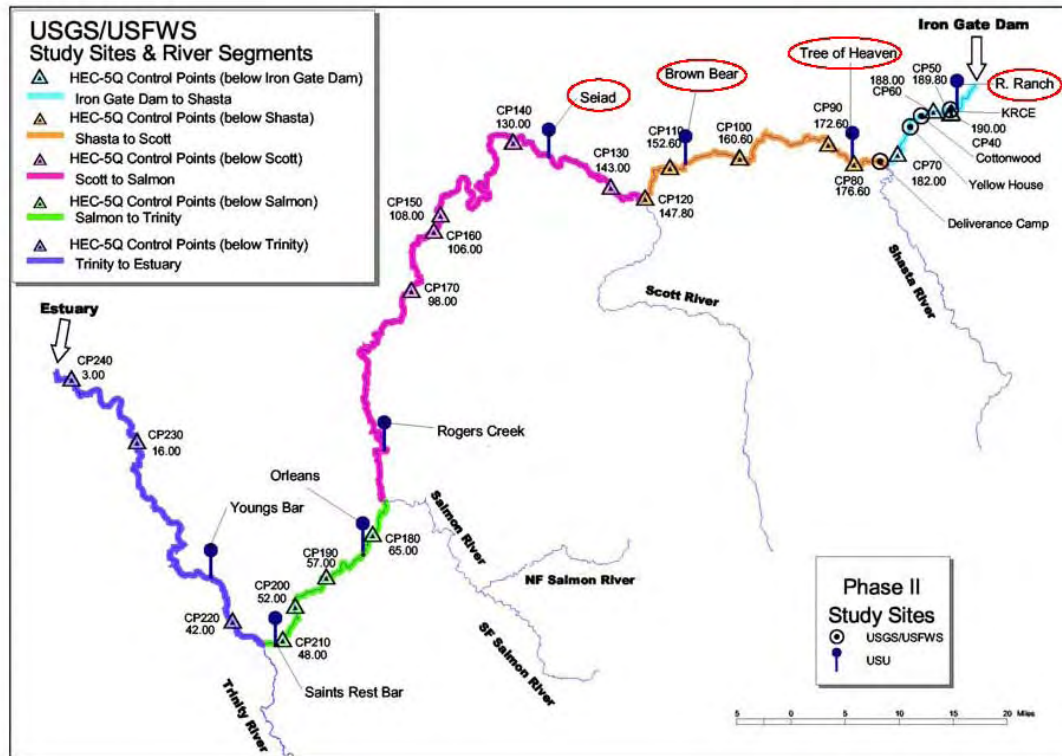 USGS/USFWS
Study Sites & River Segments
HEC-5Q Control Points (below Iron Gate Dam)
Iron Gate Dam to Shasta
HEC-5Q Control Points (below Shasta)
Shasta to Scott
HEC-5Q Control Points (below Scott)
Scott to Salmon
HEC-5Q Control Points (below Salmon)
Salmon to Trinity
HEC-5Q Control Points (below Trinity)
Trinity to Estuary
Iron Gate Dam
Tree of Heaven
Brown Bear
Seiad
R. Ranch
CP50
189.80
188.00
CP60
KRCE
190.00
CP40
Cottonwood
CP70
182.00
Yellow House
Deliverance Camp
CP90
172.60
CP80
176.60
CP100
160.60
CP110
152.60
CP120
147.80
CP130
143.00
CP140
130.00
CP150
108.00
CP160
106.00
CP170
98.00
Scott River
Shasta River
Estuary
CP240
3.00
CP230
16.00
Rogers Creek
Orleans
Youngs Bar
CP180
65.00
CP190
57.00
CP200
52.00
CP210
48.00
CP220
42.00
Saints Rest Bar
Salmon River
NF Salmon River
SF Salmon River
Trinity River
Phase II
Study Sites
USGS/USFWS
USU
5 0 5 10 15 20 Miles